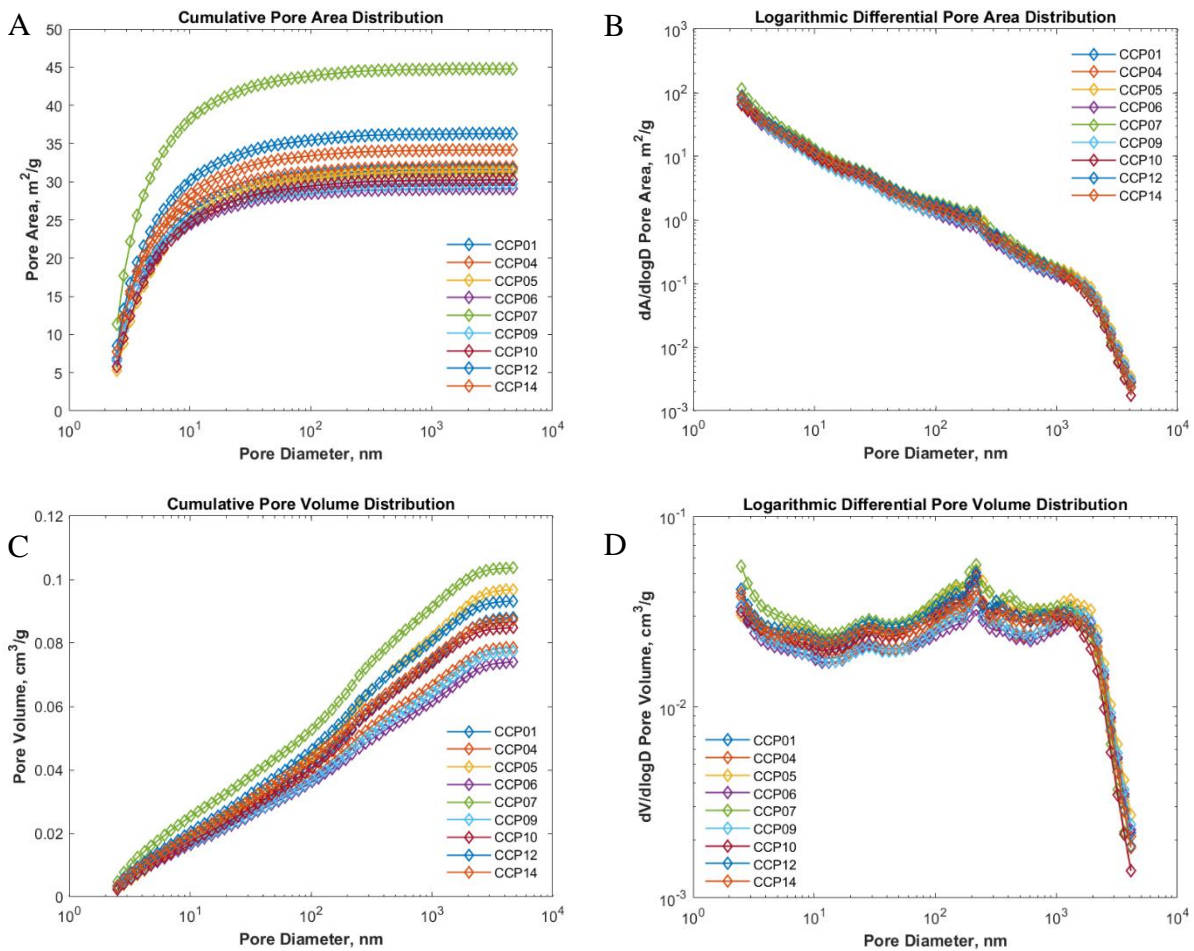 A
Cumulative Pore Area Distribution
Pore Area, m²/g
50
45
40
35
30
25
20
15
10
5
0
CCP01
CCP04
CCP05
CCP06
CCP07
CCP09
CCP10
CCP12
CCP14
10⁰ 10¹ 10² 10³ 10⁴
Pore Diameter, nm
B
Logarithmic Differential Pore Area Distribution
dA/dlogD Pore Area, m²/g
10³
10²
10¹
10⁰
10⁻¹
10⁻²
10⁻³
CCP01
CCP04
CCP05
CCP06
CCP07
CCP09
CCP10
CCP12
CCP14
10⁰ 10¹ 10² 10³ 10⁴
Pore Diameter, nm
C
Cumulative Pore Volume Distribution
Pore Volume, cm³/g
0.12
0.1
0.08
0.06
0.04
0.02
0
CCP01
CCP04
CCP05
CCP06
CCP07
CCP09
CCP10
CCP12
CCP14
10⁰ 10¹ 10² 10³ 10⁴
Pore Diameter, nm
D
Logarithmic Differential Pore Volume Distribution
dV/dlogD Pore Volume, cm³/g
10⁻¹
10⁻²
10⁻³
CCP01
CCP04
CCP05
CCP06
CCP07
CCP09
CCP10
CCP12
CCP14
10⁰ 10¹ 10² 10³ 10⁴
Pore Diameter, nm